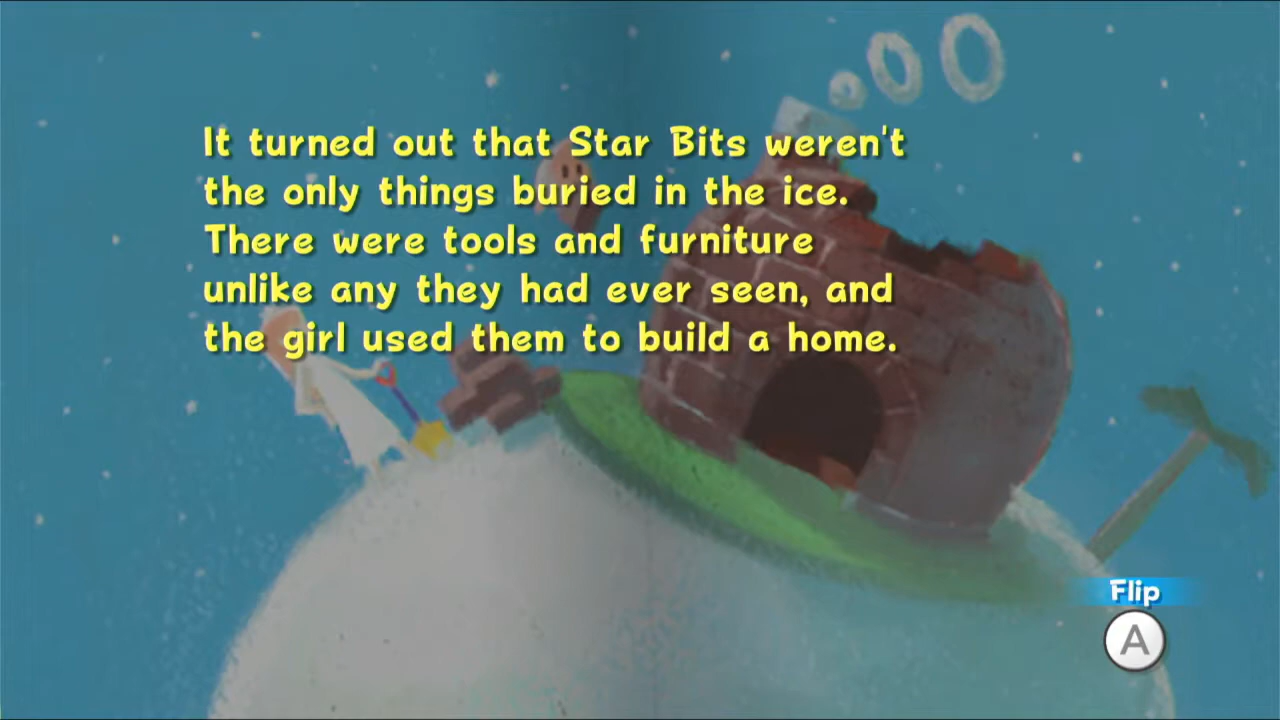 It turned out that Star Bits weren't
the only things buried in the ice.
There were tools and furniture
unlike any they had ever seen, and
the girl used them to build a home.
Flip
A